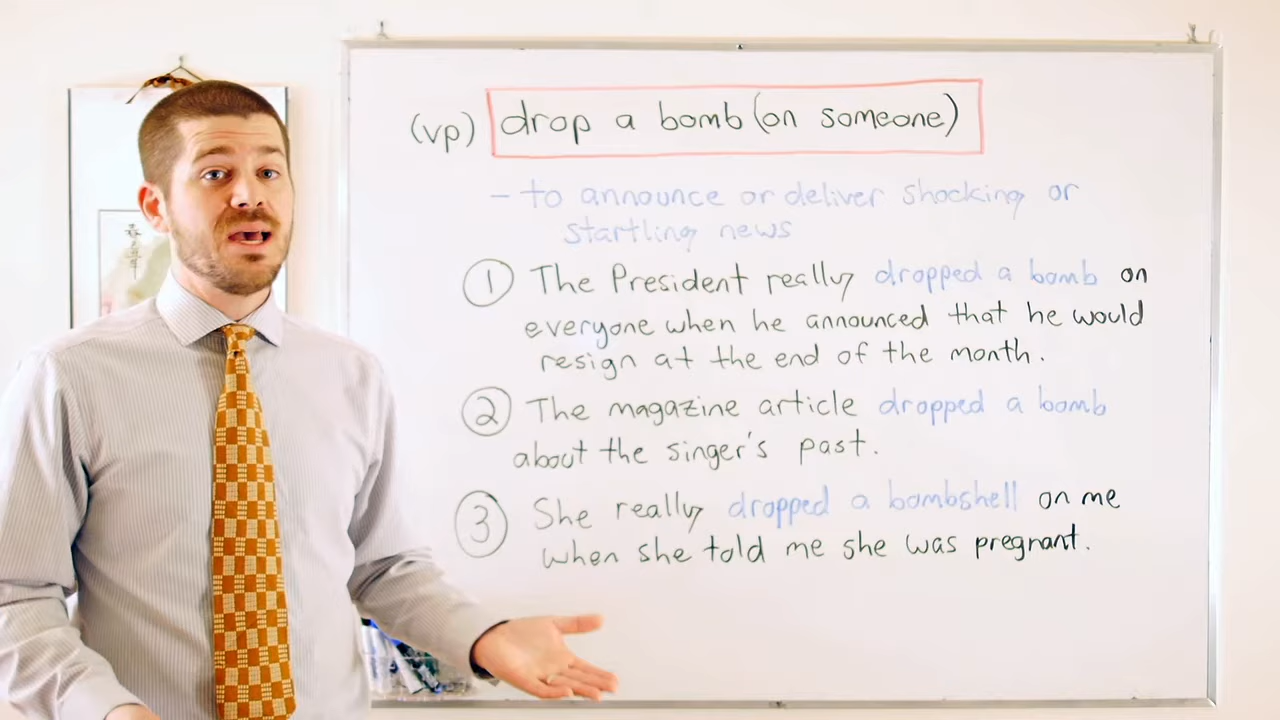 (vp) drop a bomb (on someone)
- to announce or deliver shocking or
startling news
1 The President really dropped a bomb on
everyone when he announced that he would
resign at the end of the month.
2 The magazine article dropped a bomb
about the singer's past.
3 She really dropped a bombshell on me
when she told me she was pregnant.